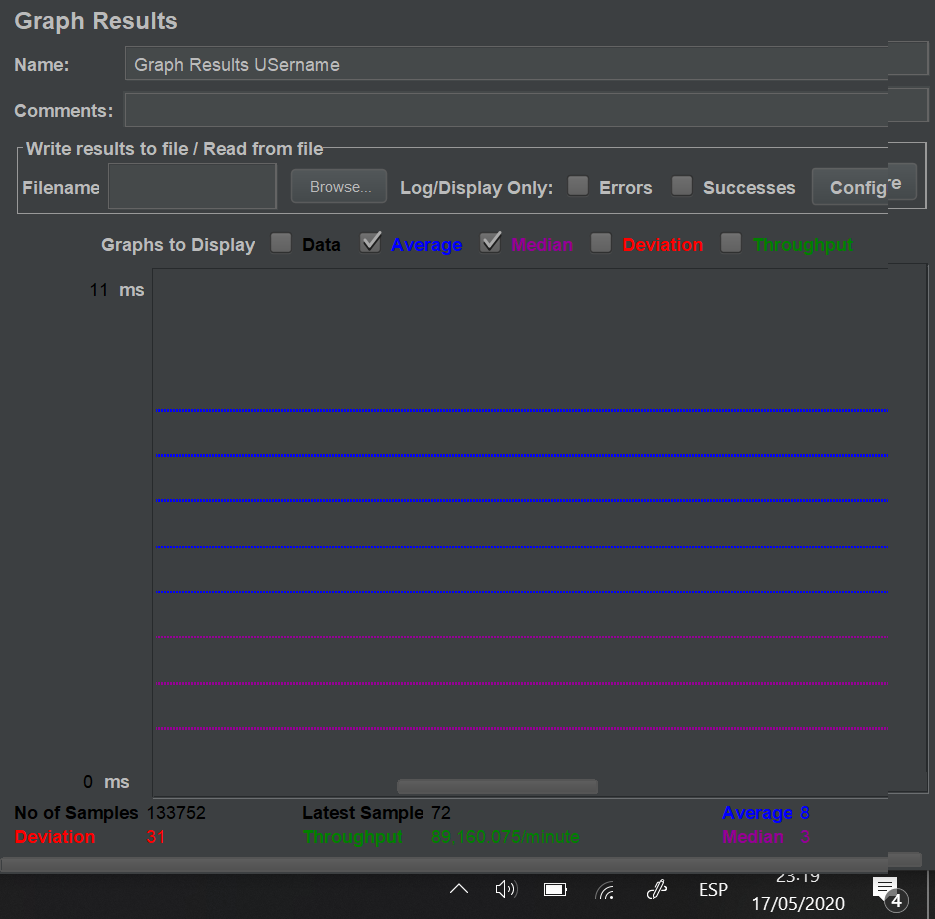 Graph Results
Name: Graph Results USername
Comments:
Write results to file / Read from file
Filename Browse... Log/Display Only: Errors Successes Configre
Graphs to Display Data Average Median Deviation Throughput
11 ms
0 ms
No of Samples 133752 Latest Sample 72 Average 8
Deviation 31 Throughput 89,160.075/minute Median 3
ESP 23:19
17/05/2020 4